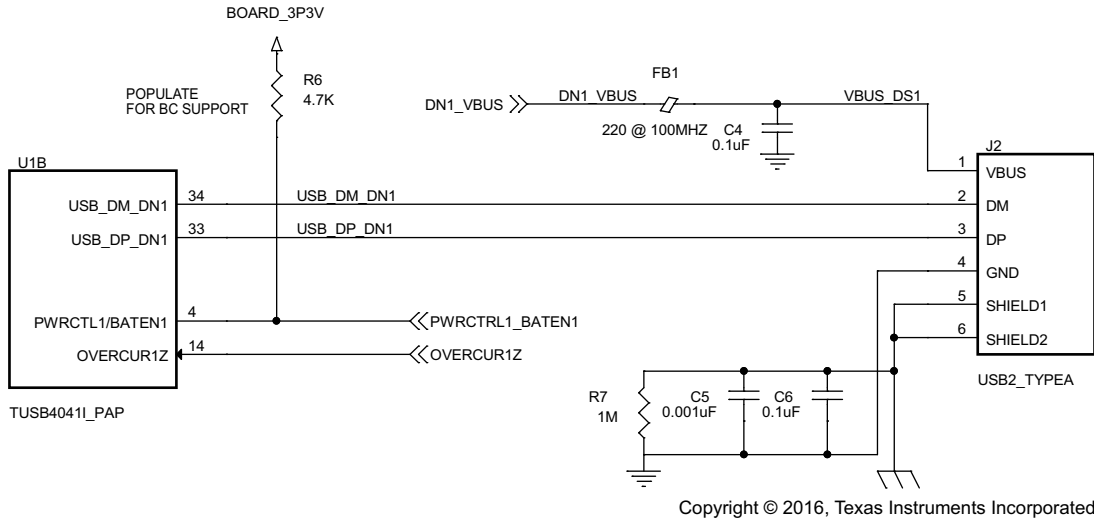 BOARD_3P3V
R6
4.7K
POPULATE
FOR BC SUPPORT
FB1
DN1_VBUS
DN1_VBUS
VBUS_DS1
220 @ 100MHZ
C4
0.1uF
U1B
J2
1
VBUS
USB_DM_DN1
34
USB_DM_DN1
2
DM
USB_DP_DN1
33
USB_DP_DN1
3
DP
4
GND
PWRCTL1/BATEN1
4
PWRCTRL1_BATEN1
5
SHIELD1
OVERCUR1Z
14
OVERCUR1Z
6
SHIELD2
USB2_TYPEA
TUSB4041I_PAP
R7
1M
C5
0.001uF
C6
0.1uF
Copyright © 2016, Texas Instruments Incorporated